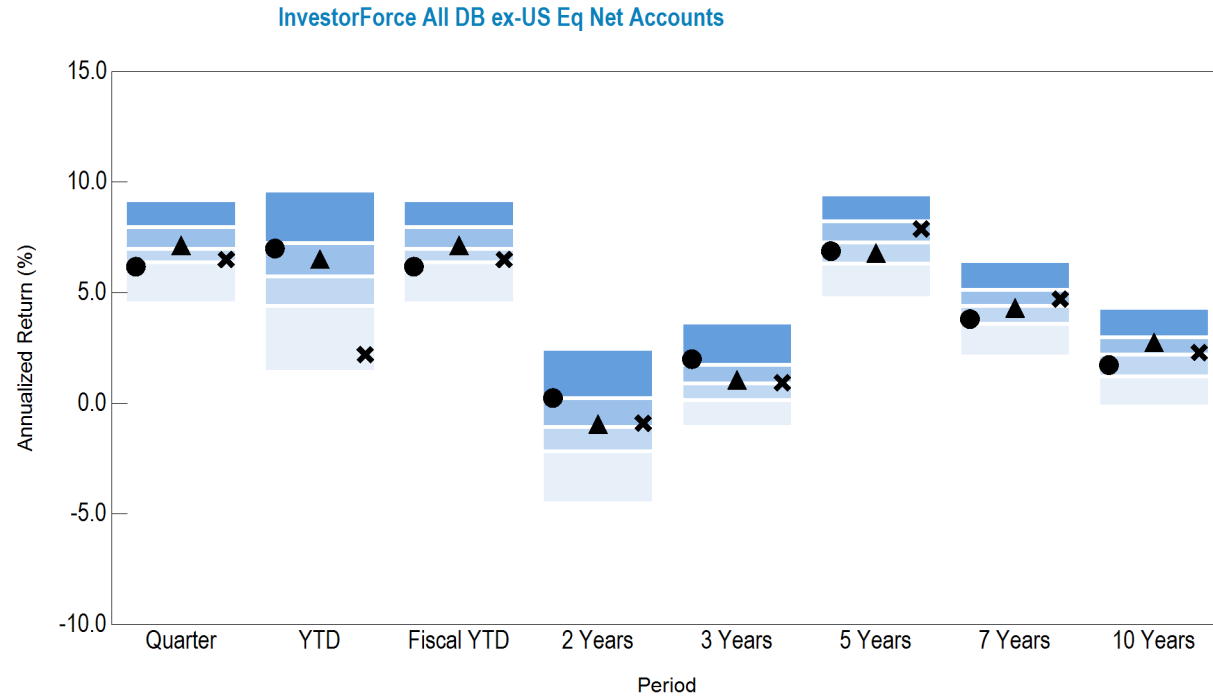 InvestorForce All DB ex-US Eq Net Accounts
15.0
10.0
5.0
0.0
-5.0
-10.0
Annualized Return (%)
Quarter YTD Fiscal YTD 2 Years 3 Years 5 Years 7 Years 10 Years
Period